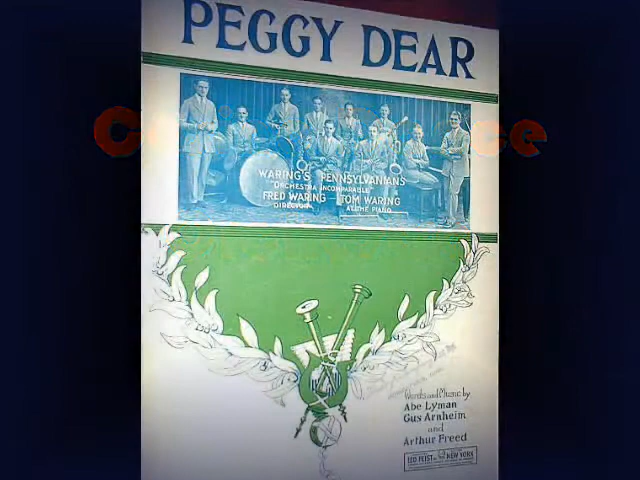 PEGGY DEAR
WARING'S PENNSYLVANIANS
"ORCHESTRA INCOMPARABLE"
FRED WARING — TOM WARING
DIRECTOR AT THE PIANO
Words and Music by
Abe Lyman
Gus Arnheim
and
Arthur Freed
LEO FEIST NEW YORK